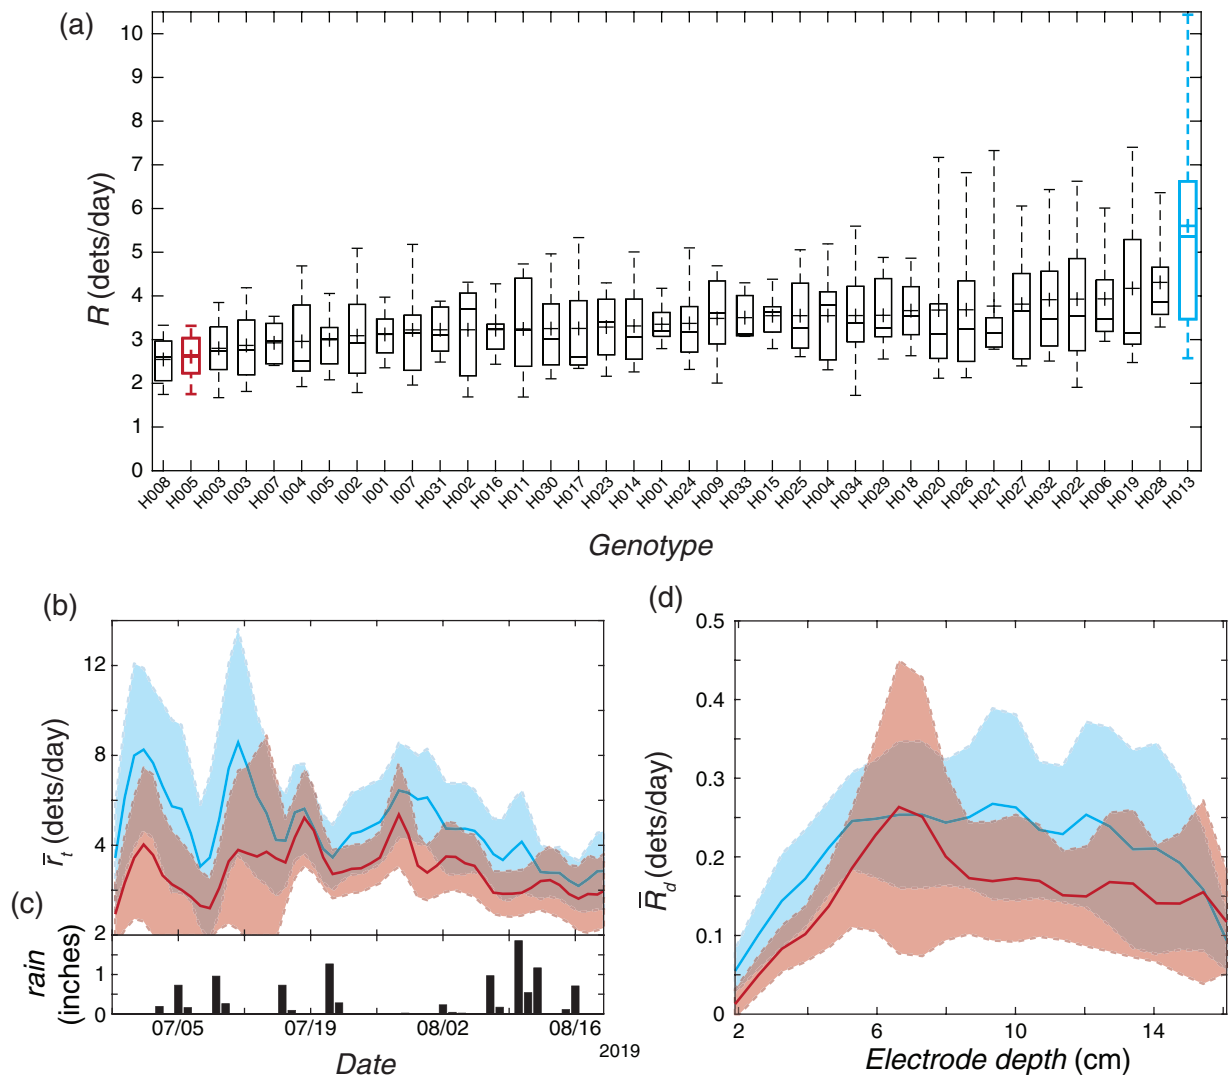 (a)
10
9
8
7
6
5
4
3
2
1
0
R (dets/day)
H008 H005 H003 I003 H007 I004 I005 I002 I001 I007 H031 H002 H016 H011 H030 H017 H023 H014 H001 H024 H009 H033 H015 H025 H004 H034 H029 H018 H020 H026 H021 H027 H032 H022 H006 H019 H028 H013
Genotype
(b)
12
8
4
r̅t (dets/day)
(c)
2
1
0
rain
(inches)
07/05 07/19 08/02 08/16
2019
Date
(d)
0.5
0.4
0.3
0.2
0.1
0
R̅d (dets/day)
2 6 10 14
Electrode depth (cm)